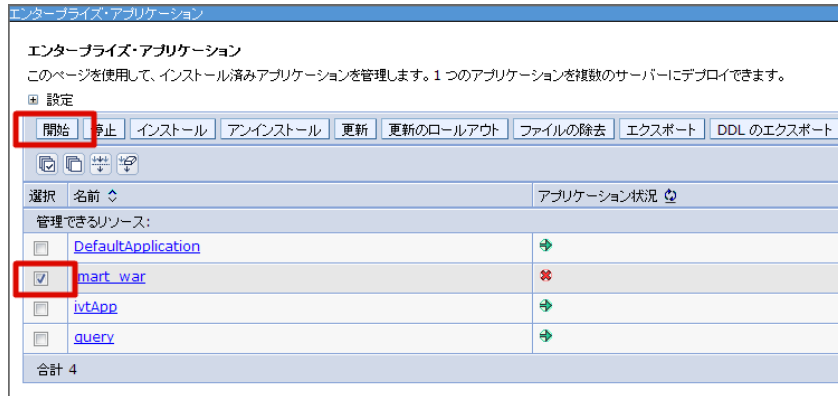 エンタープライズ・アプリケーション
エンタープライズ・アプリケーション
このページを使用して、インストール済みアプリケーションを管理します。1 つのアプリケーションを複数のサーバーにデプロイできます。
設定
開始 停止 インストール アンインストール 更新 更新のロールアウト ファイルの除去 エクスポート DDL のエクスポート
選択 名前 アプリケーション状況
管理できるリソース:
DefaultApplication
mart_war
ivtApp
query
合計 4